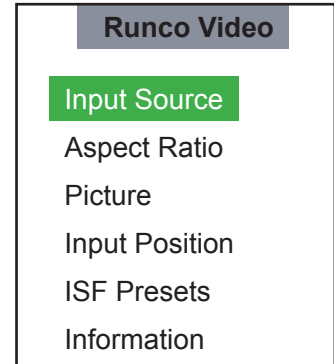 Runco Video
Input Source
Aspect Ratio
Picture
Input Position
ISF Presets
Information